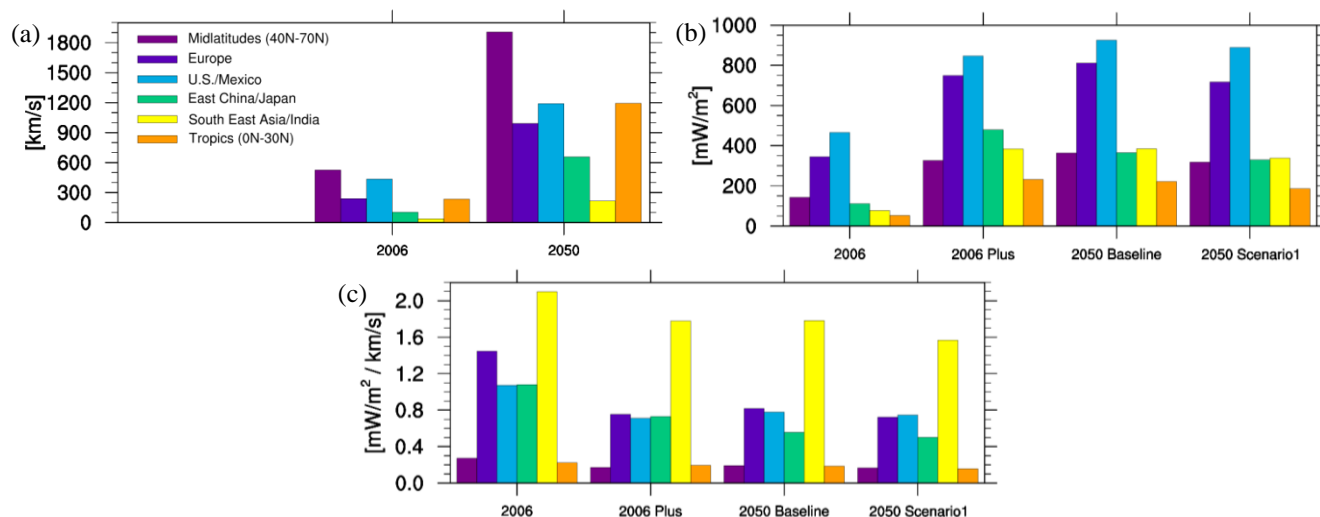 (a)
[km/s]
1800
1500
1200
900
600
300
0
Midlatitudes (40N-70N)
Europe
U.S./Mexico
East China/Japan
South East Asia/India
Tropics (0N-30N)
2006 2050
(b)
[mW/m²]
1000
800
600
400
200
0
2006 2006 Plus 2050 Baseline 2050 Scenario1
(c)
[mW/m² / km/s]
2.0
1.6
1.2
0.8
0.4
0.0
2006 2006 Plus 2050 Baseline 2050 Scenario1